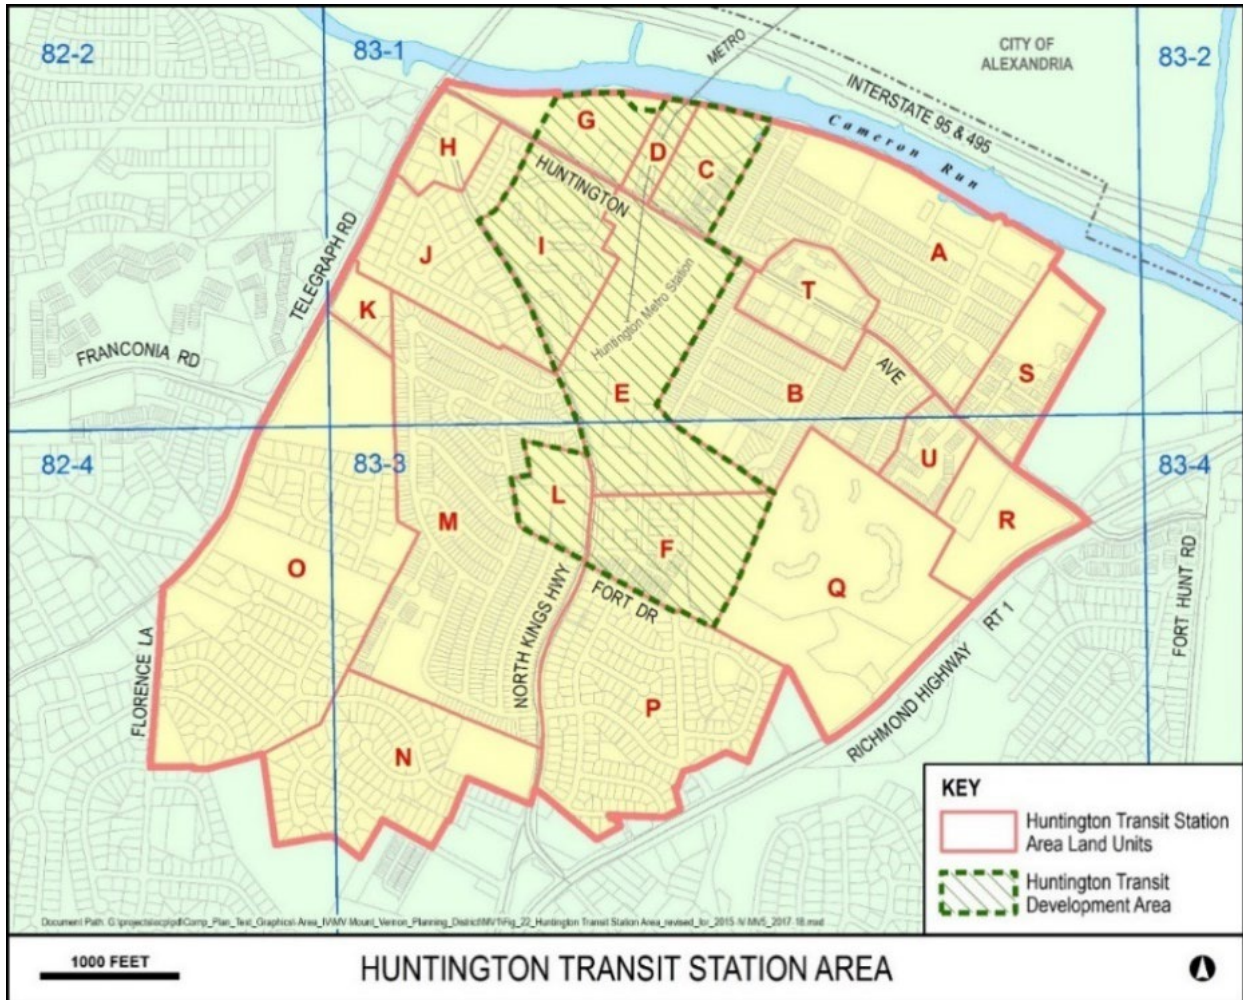 82-2
83-1
METRO
CITY OF
ALEXANDRIA
83-2
INTERSTATE 95 & 495
Cameron Run
G
H
D
C
HUNTINGTON
A
TELEGRAPH RD
J
I
T
K
Huntington Metro Station
FRANCONIA RD
AVE
S
E
B
82-4
83-3
U
83-4
L
M
R
F
O
Q
FORT DR
NORTH KINGS HWY
FORT HUNT RD
RT 1
FLORENCE LA
P
RICHMOND HIGHWAY
N
KEY
Huntington Transit Station
Area Land Units
Huntington Transit
Development Area
1000 FEET
HUNTINGTON TRANSIT STATION AREA